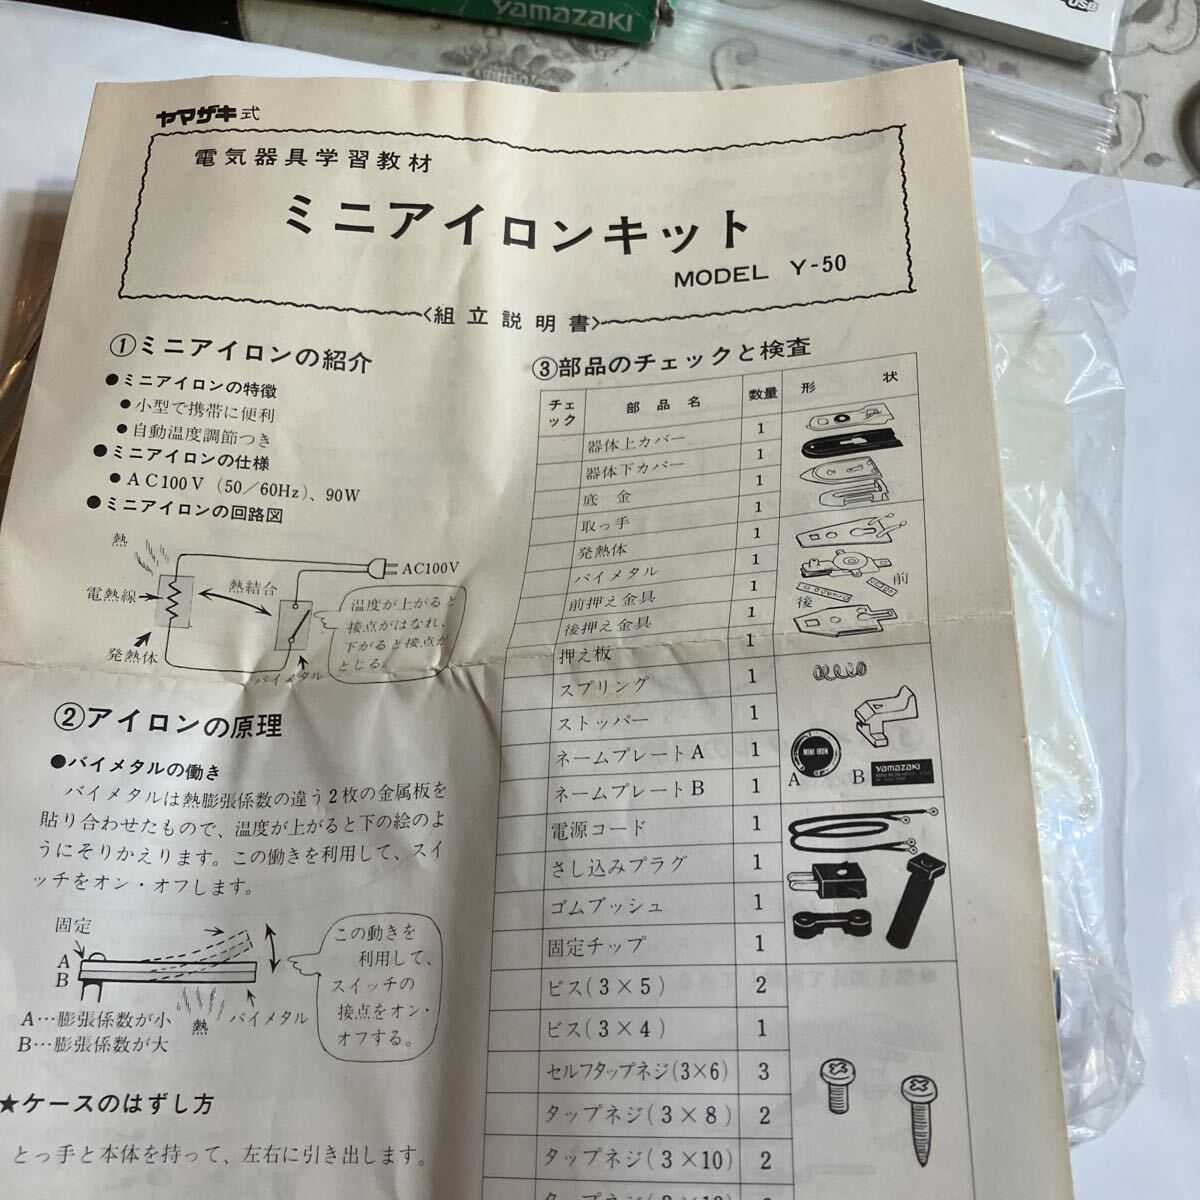 yamazaki
USB
ヤマザキ式
電気器具学習教材
ミニアイロンキット
MODEL Y-50
〈組立説明書〉
①ミニアイロンの紹介
●ミニアイロンの特徴
●小型で携帯に便利
●自動温度調節つき
●ミニアイロンの仕様
●AC100V (50/60Hz)、90W
●ミニアイロンの回路図
熱
電熱線
発熱体
熱結合
AC100V
バイメタル
温度が上がると
接点がはなれ、
下がると接点が
とじる。
②アイロンの原理
●バイメタルの働き
バイメタルは熱膨張係数の違う2枚の金属板を
貼り合わせたもので、温度が上がると下の絵のよ
うにそりかえります。この働きを利用して、スイ
ッチをオン・オフします。
固定
A
B
熱
バイメタル
A…膨張係数が小
B…膨張係数が大
この動きを
利用して、
スイッチの
接点をオン・
オフする。
★ケースのはずし方
とっ手と本体を持って、左右に引き出します。
③部品のチェックと検査
チェック 部品名 数量 形状
器体上カバー 1
器体下カバー 1
底金 1
取っ手 1
発熱体 1
バイメタル 1
前押え金具 1
後押え金具 1
押え板 1
スプリング 1
ストッパー 1
ネームプレートA 1
ネームプレートB 1
電源コード 1
さし込みプラグ 1
ゴムブッシュ 1
固定チップ 1
ビス(3×5) 2
ビス(3×4) 1
セルフタップネジ(3×6) 3
タップネジ(3×8) 2
タップネジ(3×10) 2
前
後
MINI IRON
A
B
yamazaki